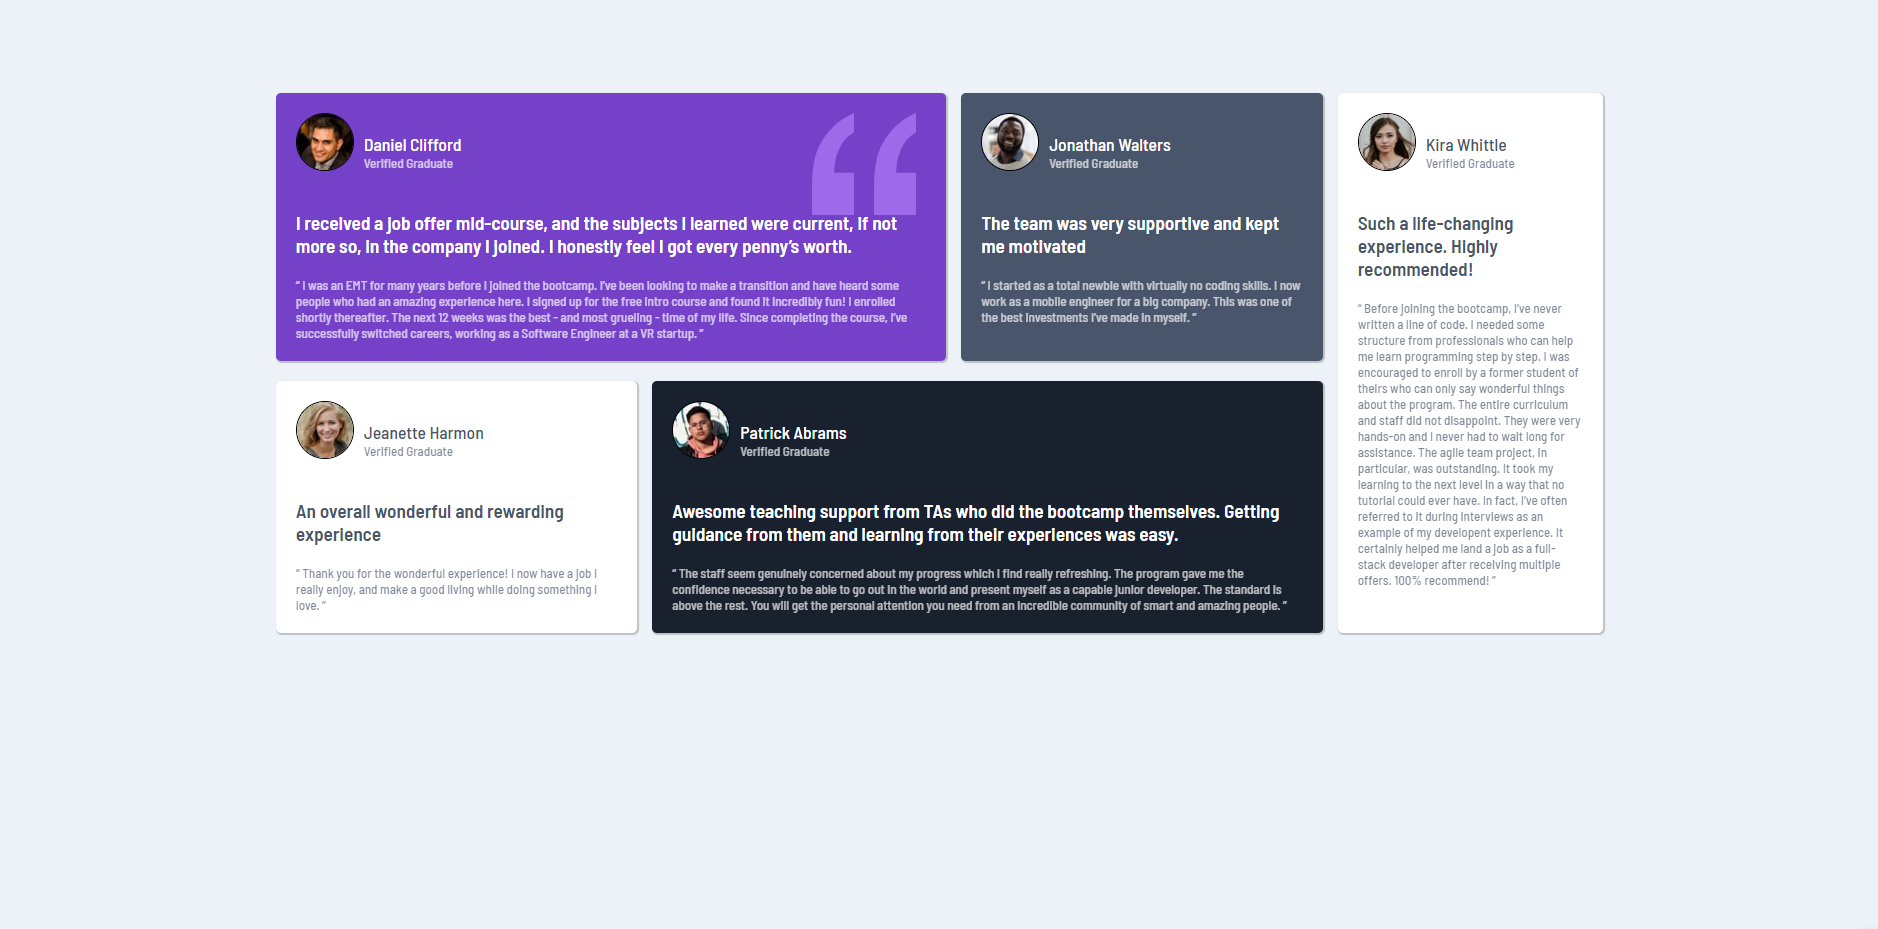 Daniel Clifford
Verified Graduate
I received a job offer mid-course, and the subjects I learned were current, if not
more so, in the company I joined. I honestly feel I got every penny's worth.
“ I was an EMT for many years before I joined the bootcamp. I've been looking to make a transition and have heard some
people who had an amazing experience here. I signed up for the free intro course and found it incredibly fun! I enrolled
shortly thereafter. The next 12 weeks was the best - and most grueling - time of my life. Since completing the course, I've
successfully switched careers, working as a Software Engineer at a VR startup. ”
Jonathan Walters
Verified Graduate
The team was very supportive and kept
me motivated
“ I started as a total newbie with virtually no coding skills. I now
work as a mobile engineer for a big company. This was one of
the best investments I've made in myself. ”
Kira Whittle
Verified Graduate
Such a life-changing
experience. Highly
recommended!
“ Before joining the bootcamp, I've never
written a line of code. I needed some
structure from professionals who can help
me learn programming step by step. I was
encouraged to enroll by a former student of
theirs who can only say wonderful things
about the program. The entire curriculum
and staff did not disappoint. They were very
hands-on and I never had to wait long for
assistance. The agile team project, in
particular, was outstanding. It took my
learning to the next level in a way that no
tutorial could ever have. In fact, I've often
referred to it during interviews as an
example of my developent experience. It
certainly helped me land a job as a full-
stack developer after receiving multiple
offers. 100% recommend! ”
Jeanette Harmon
Verified Graduate
An overall wonderful and rewarding
experience
“ Thank you for the wonderful experience! I now have a job I
really enjoy, and make a good living while doing something I
love. ”
Patrick Abrams
Verified Graduate
Awesome teaching support from TAs who did the bootcamp themselves. Getting
guidance from them and learning from their experiences was easy.
“ The staff seem genuinely concerned about my progress which I find really refreshing. The program gave me the
confidence necessary to be able to go out in the world and present myself as a capable junior developer. The standard is
above the rest. You will get the personal attention you need from an incredible community of smart and amazing people. ”